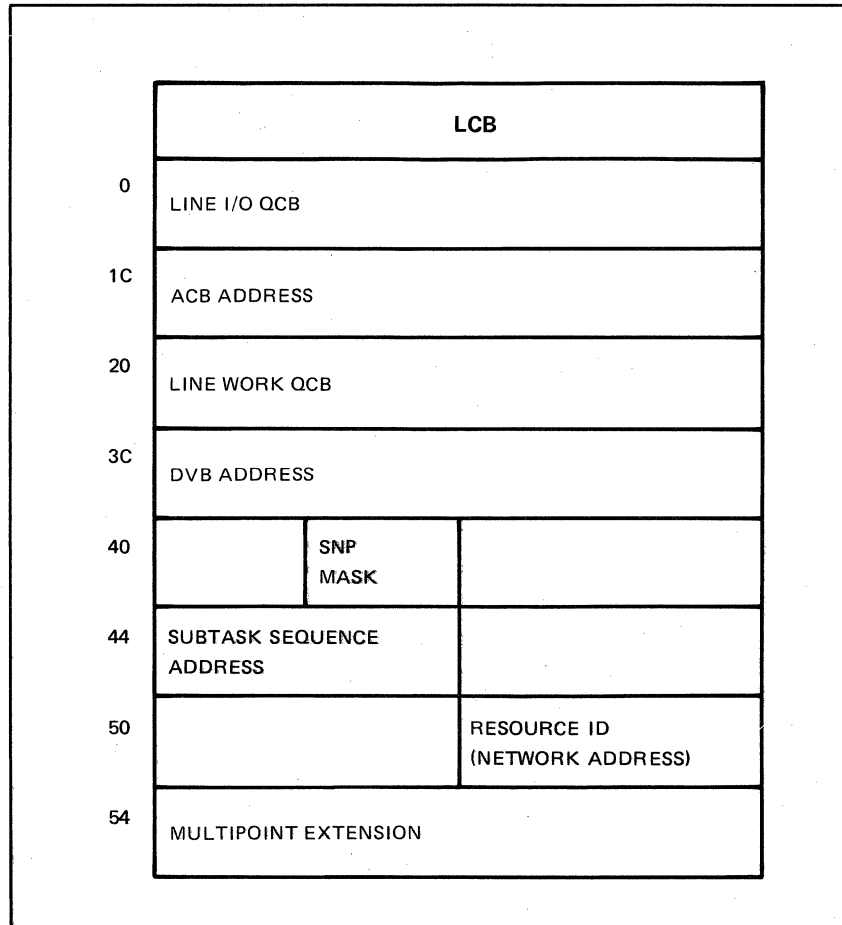 LCB
0
LINE I/O QCB
1C
ACB ADDRESS
20
LINE WORK QCB
3C
DVB ADDRESS
40
SNP
MASK
44
SUBTASK SEQUENCE
ADDRESS
50
RESOURCE ID
(NETWORK ADDRESS)
54
MULTIPOINT EXTENSION